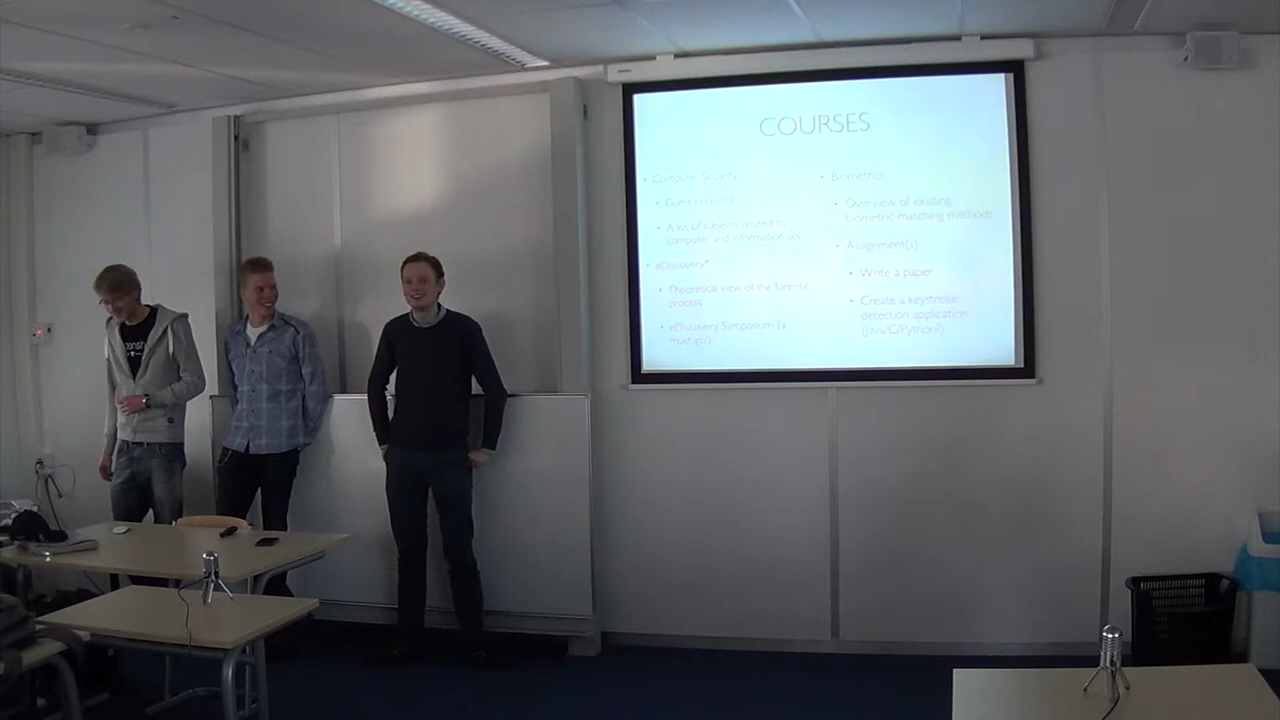 COURSES
• Computer Security
• Guest Lectures
• A lot of subjects related to
computer and information
• eDiscovery*
• Theoretical view of the forensic
process
• eDiscovery Symposium (a
must go!)
• Biometrics
• Overview of existing
biometric matching methods
• Assignment(s)
• Write a paper
• Create a keystroke
detection application
(Java/C/Python?)